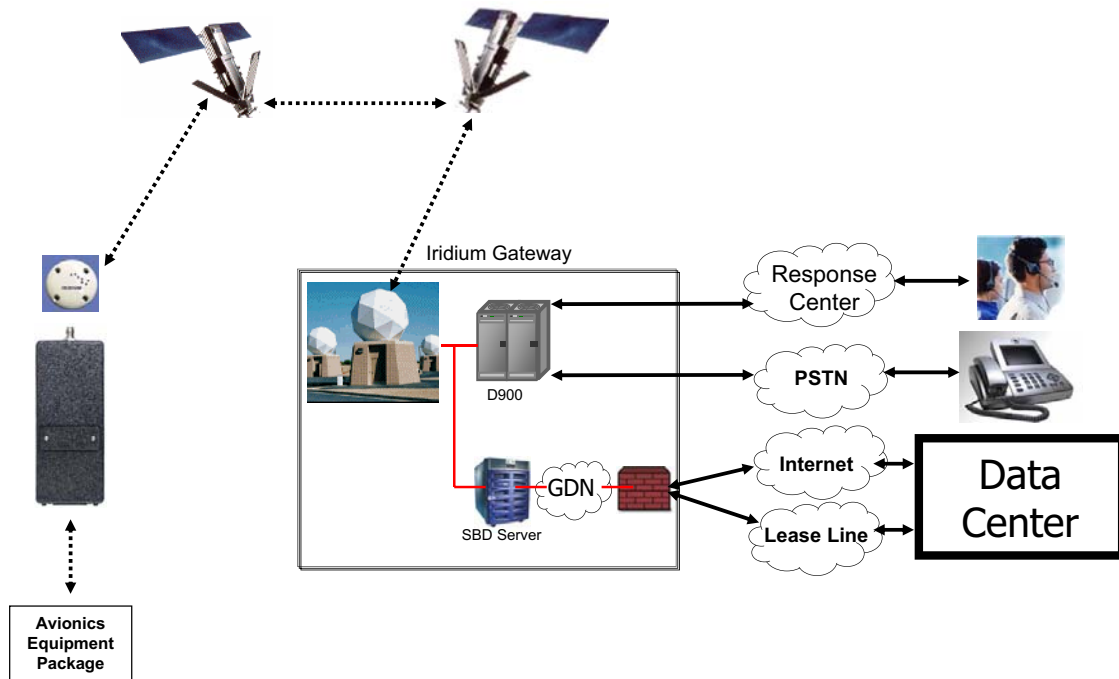 Iridium Gateway
Response
Center
D900
PSTN
Internet
GDN
SBD Server
Lease Line
Data
Center
Avionics
Equipment
Package